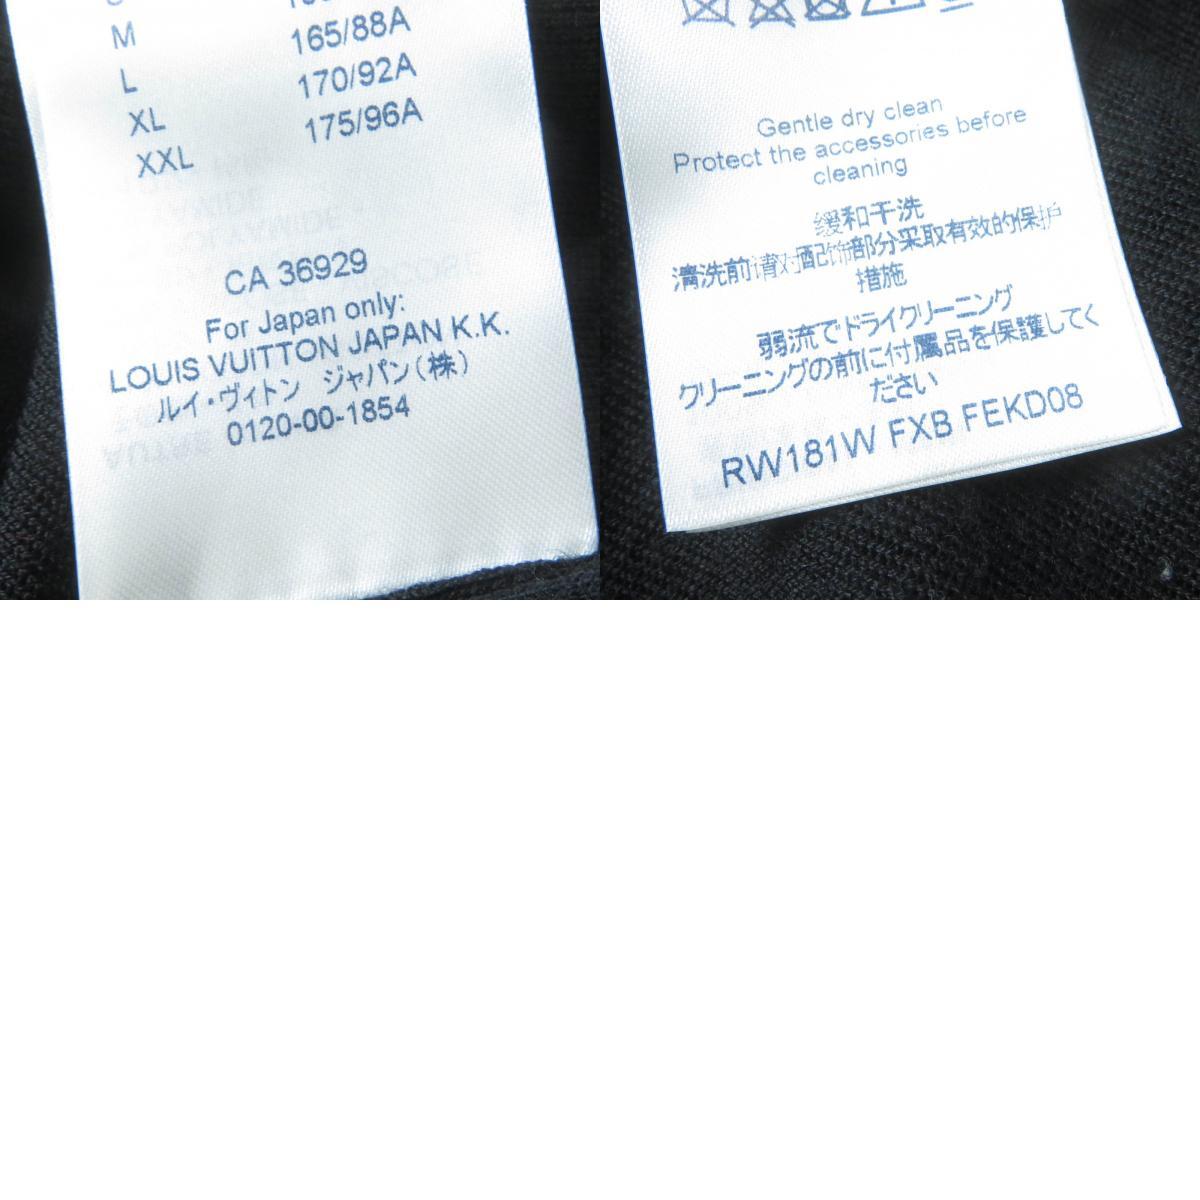 M 165/88A
L 170/92A
XL 175/96A
XXL
CA 36929
For Japan only:
LOUIS VUITTON JAPAN K.K.
ルイ・ヴィトン ジャパン(株)
0120-00-1854
Gentle dry clean
Protect the accessories before
cleaning
缓和干洗
清洗前请对配饰部分采取有效的保护
措施
弱流でドライクリーニング
クリーニングの前に付属品を保護してく
ださい
RW181W FXB FEKD08